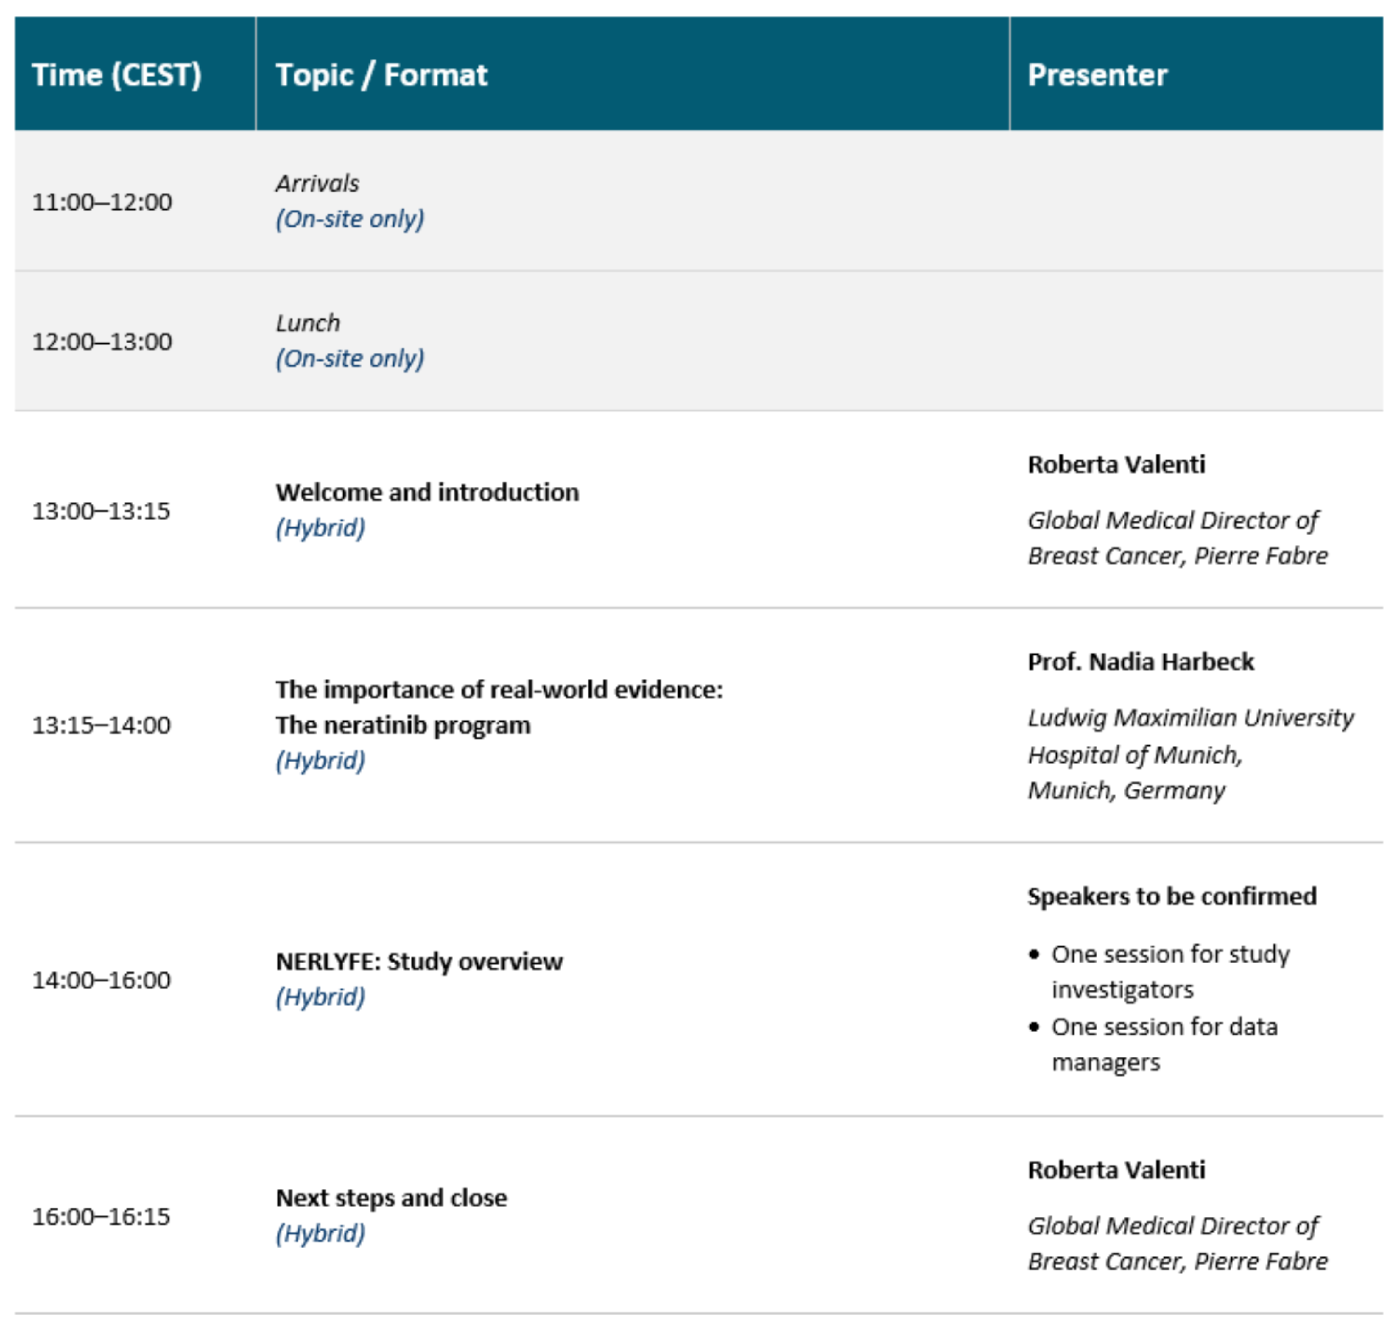 Time (CEST)
Topic / Format
Presenter
11:00–12:00
Arrivals
(On-site only)
12:00–13:00
Lunch
(On-site only)
13:00–13:15
Welcome and introduction
(Hybrid)
Roberta Valenti
Global Medical Director of
Breast Cancer, Pierre Fabre
13:15–14:00
The importance of real-world evidence:
The neratinib program
(Hybrid)
Prof. Nadia Harbeck
Ludwig Maximilian University
Hospital of Munich,
Munich, Germany
14:00–16:00
NERLYFE: Study overview
(Hybrid)
Speakers to be confirmed
• One session for study
investigators
• One session for data
managers
16:00–16:15
Next steps and close
(Hybrid)
Roberta Valenti
Global Medical Director of
Breast Cancer, Pierre Fabre